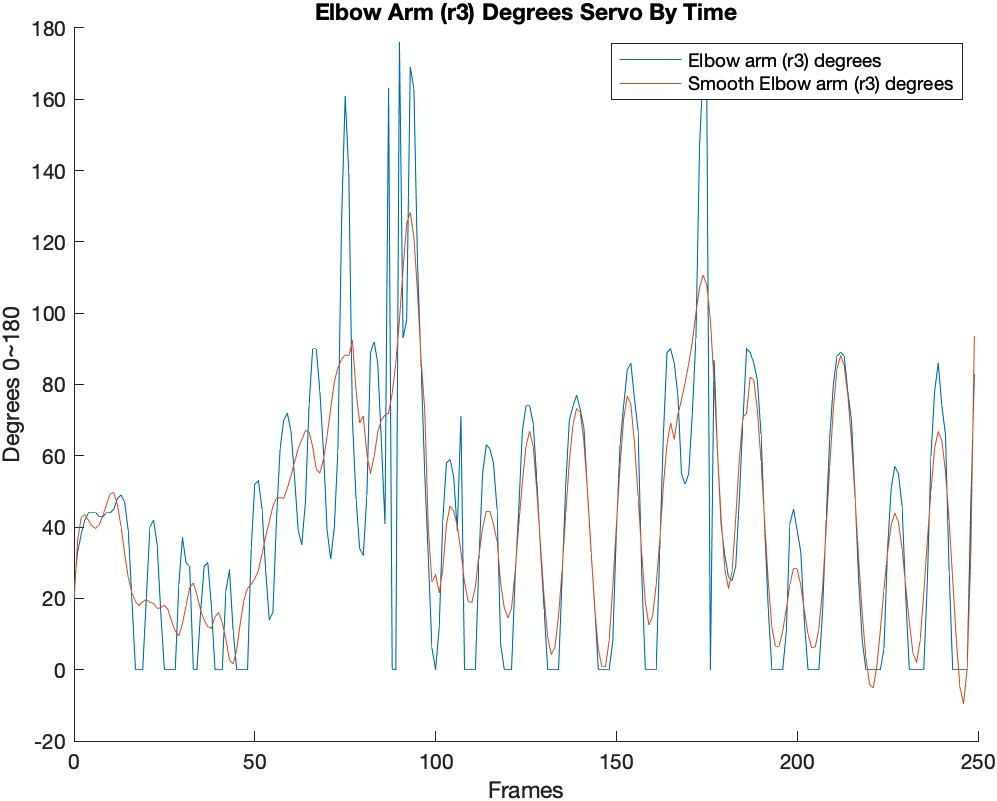 Elbow Arm (r3) Degrees Servo By Time
180
160
140
120
100
80
60
40
20
0
-20
Degrees 0~180
Elbow arm (r3) degrees
Smooth Elbow arm (r3) degrees
0 50 100 150 200 250
Frames